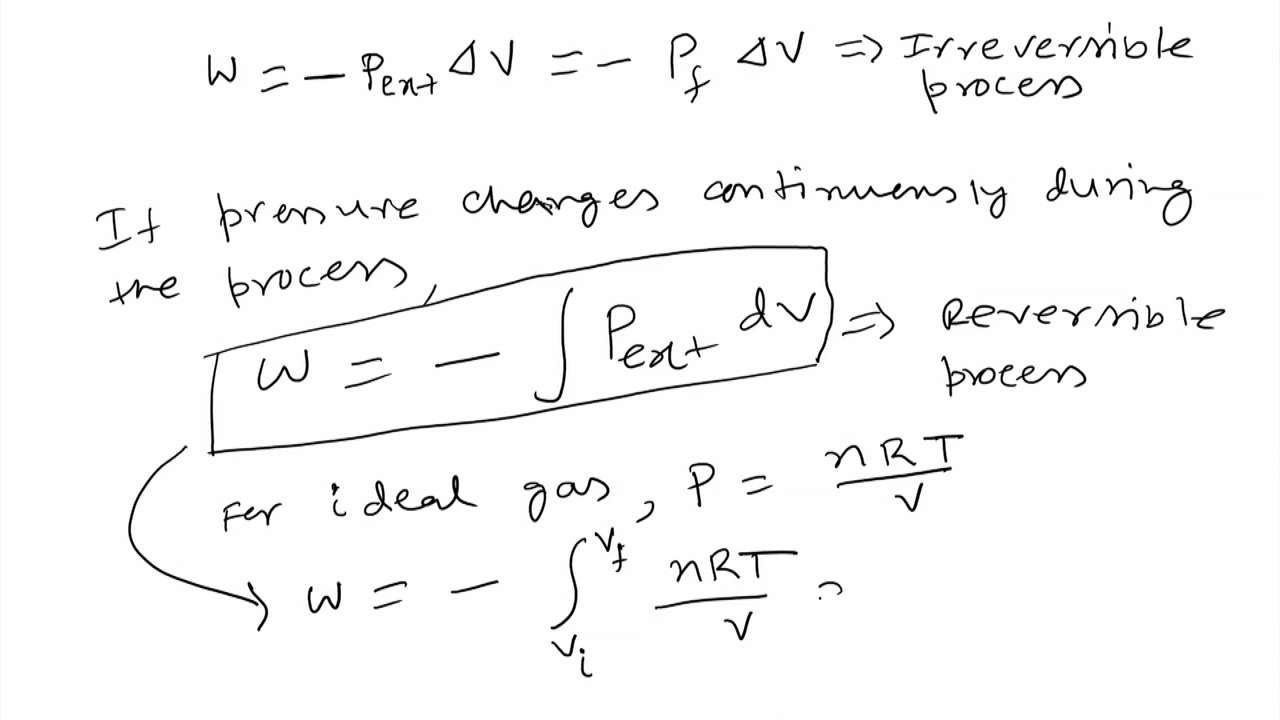 W = - Pext ΔV = - Pf ΔV ⇒ Irreversible process
If pressure changes continuously during
the process,
W = - ∫ Pext dV ⇒ Reversible process
For ideal gas, P = nRT/V
→ W = - ∫_{Vi}^{Vf} nRT/V